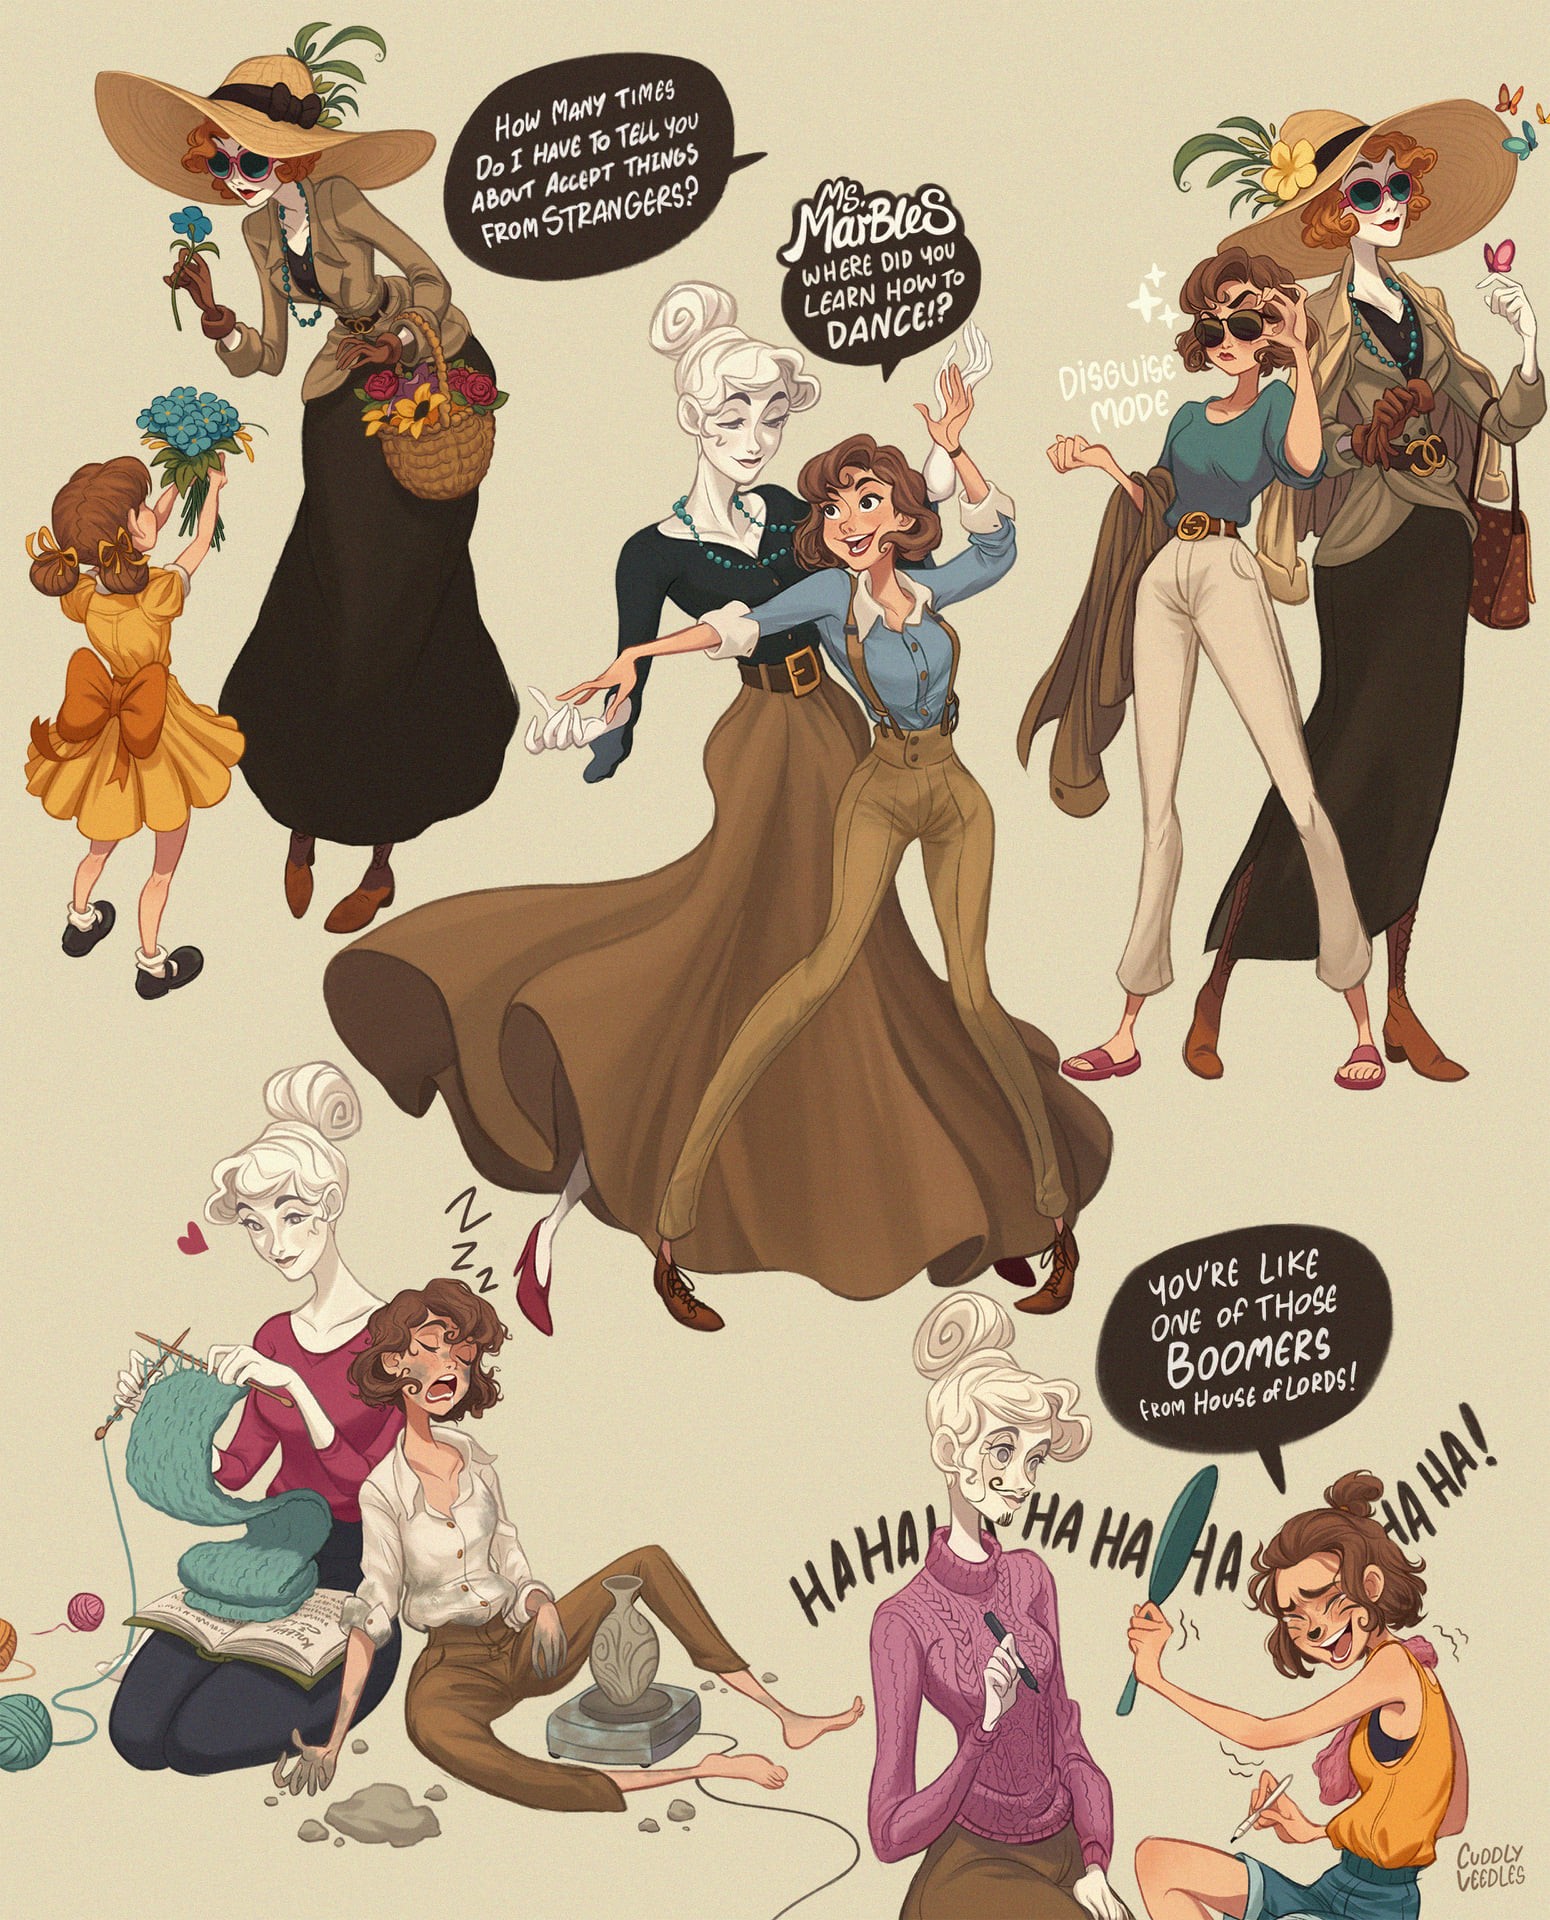 HOW MANY TIMES
DO I HAVE TO TELL YOU
ABOUT ACCEPT THINGS
FROM STRANGERS?
MS.
MARBLES
WHERE DID YOU
LEARN HOW TO
DANCE!?
DISGUISE
MODE
Z
Z
Z
YOU'RE LIKE
ONE OF THOSE
BOOMERS
FROM HOUSE OF LORDS!
HAHAH HA HA HA HA HA!
CUDDLY
VEEDLES